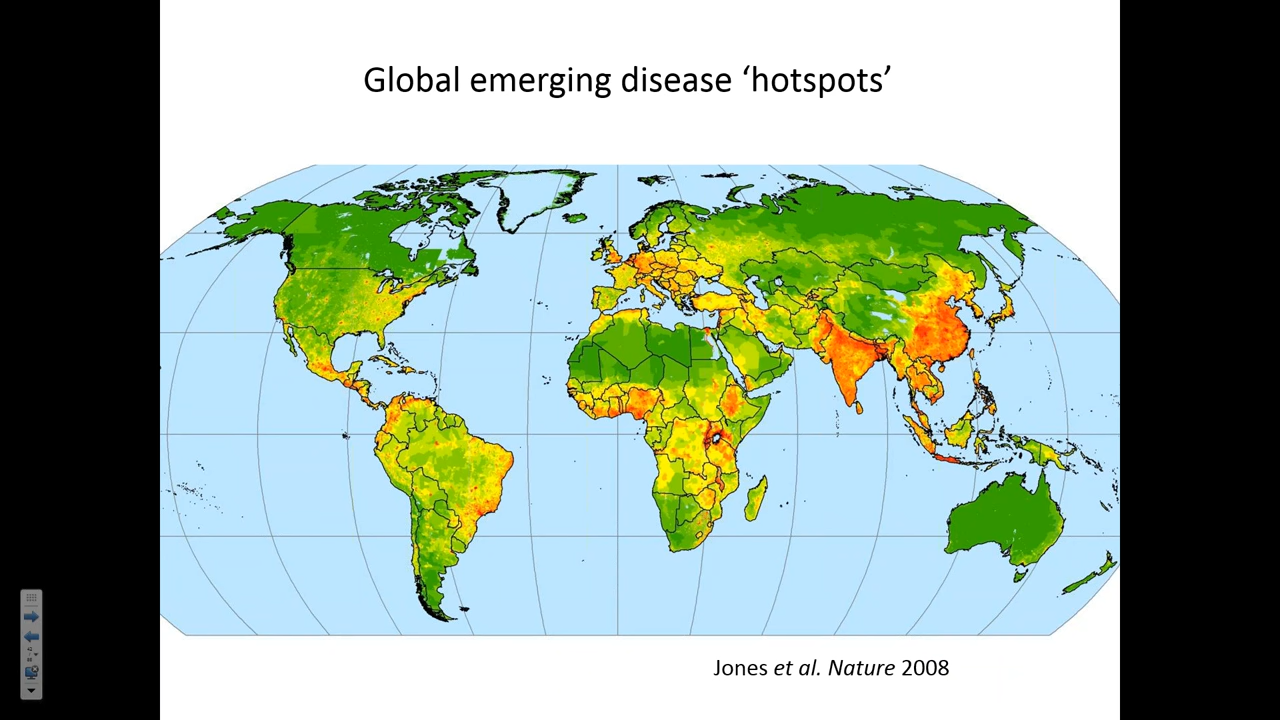 Global emerging disease ‘hotspots’
Jones et al. Nature 2008